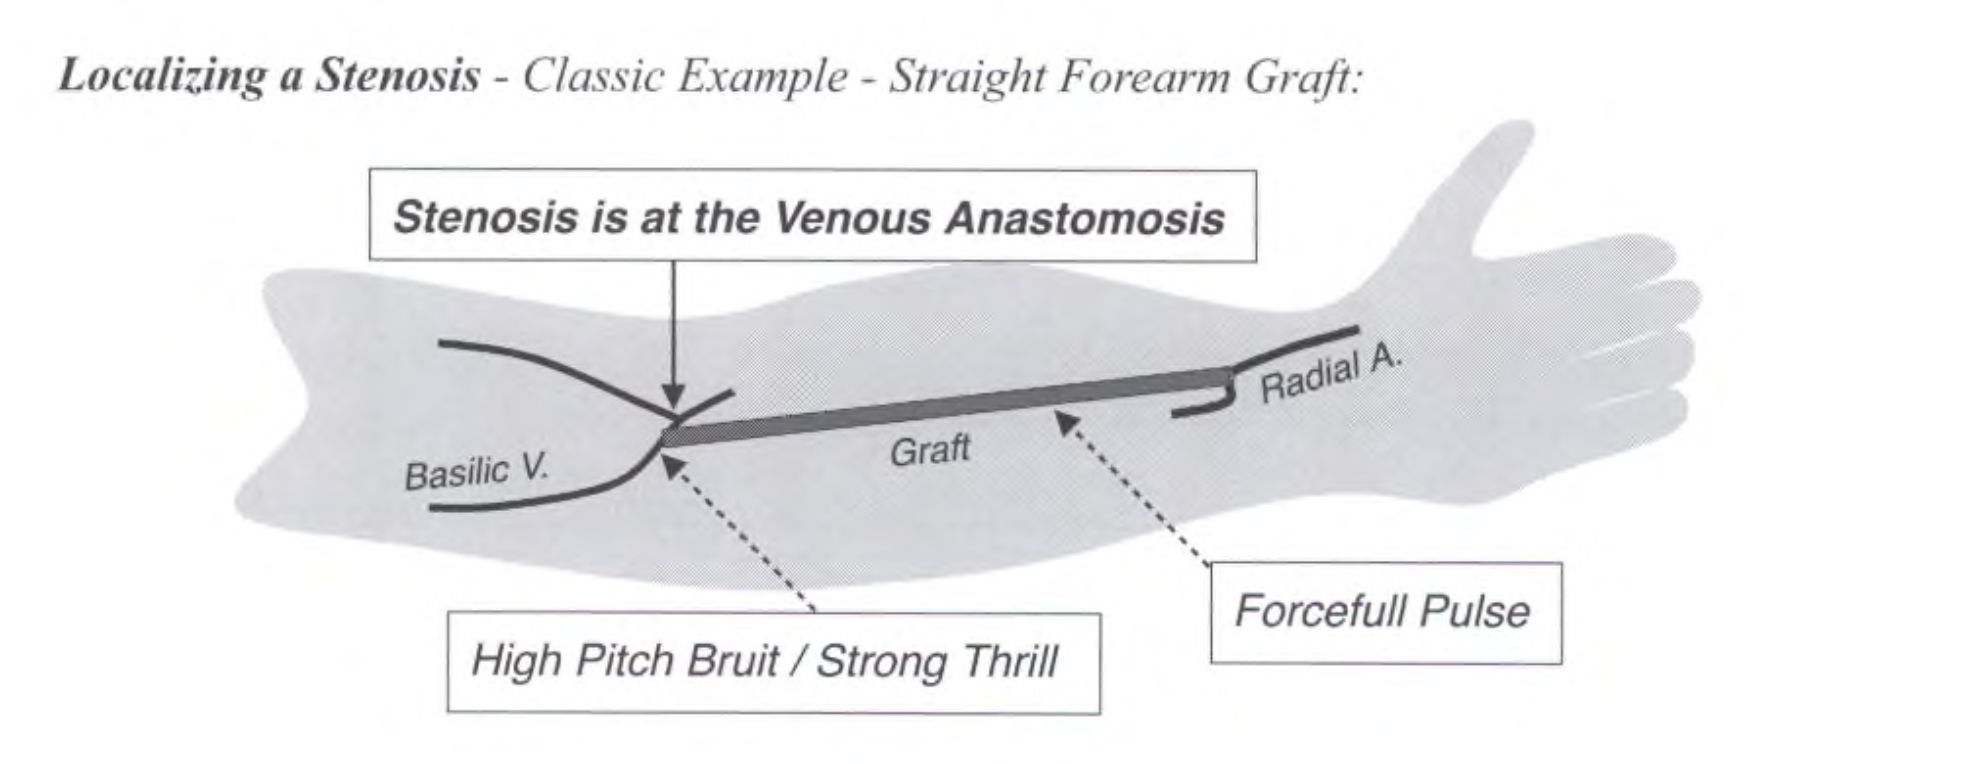 Localizing a Stenosis - Classic Example - Straight Forearm Graft:
Stenosis is at the Venous Anastomosis
Radial A.
Graft
Basilic V.
Forcefull Pulse
High Pitch Bruit / Strong Thrill